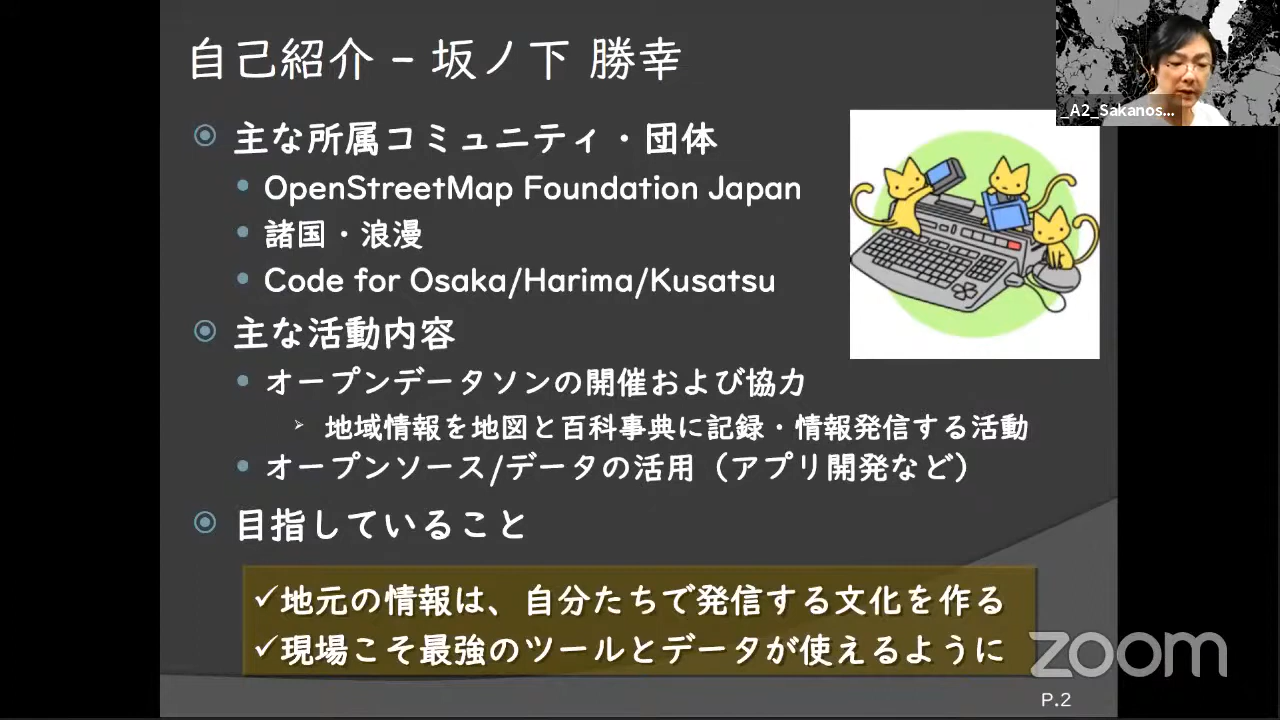 自己紹介 – 坂ノ下 勝幸
_A2_Sakanos...
主な所属コミュニティ・団体
OpenStreetMap Foundation Japan
諸国・浪漫
Code for Osaka/Harima/Kusatsu
主な活動内容
オープンデータソンの開催および協力
地域情報を地図と百科事典に記録・情報発信する活動
オープンソース/データの活用（アプリ開発など）
目指していること
✓地元の情報は、自分たちで発信する文化を作る
✓現場こそ最強のツールとデータが使えるように
zoom
P.2